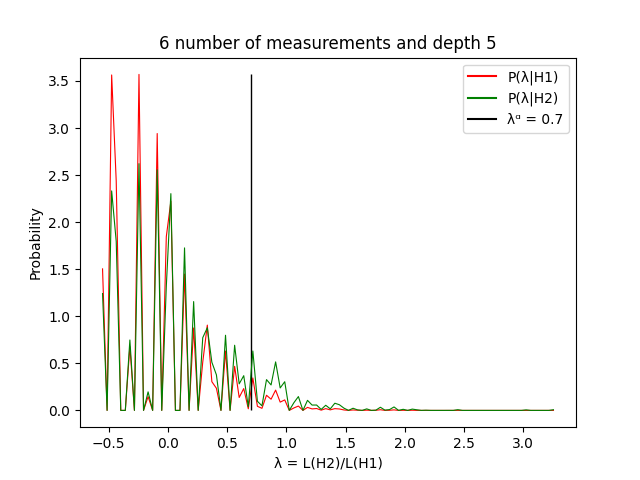 6 number of measurements and depth 5
P(λ|H1)
P(λ|H2)
λᵅ = 0.7
Probability
3.5
3.0
2.5
2.0
1.5
1.0
0.5
0.0
−0.5 0.0 0.5 1.0 1.5 2.0 2.5 3.0
λ = L(H2)/L(H1)